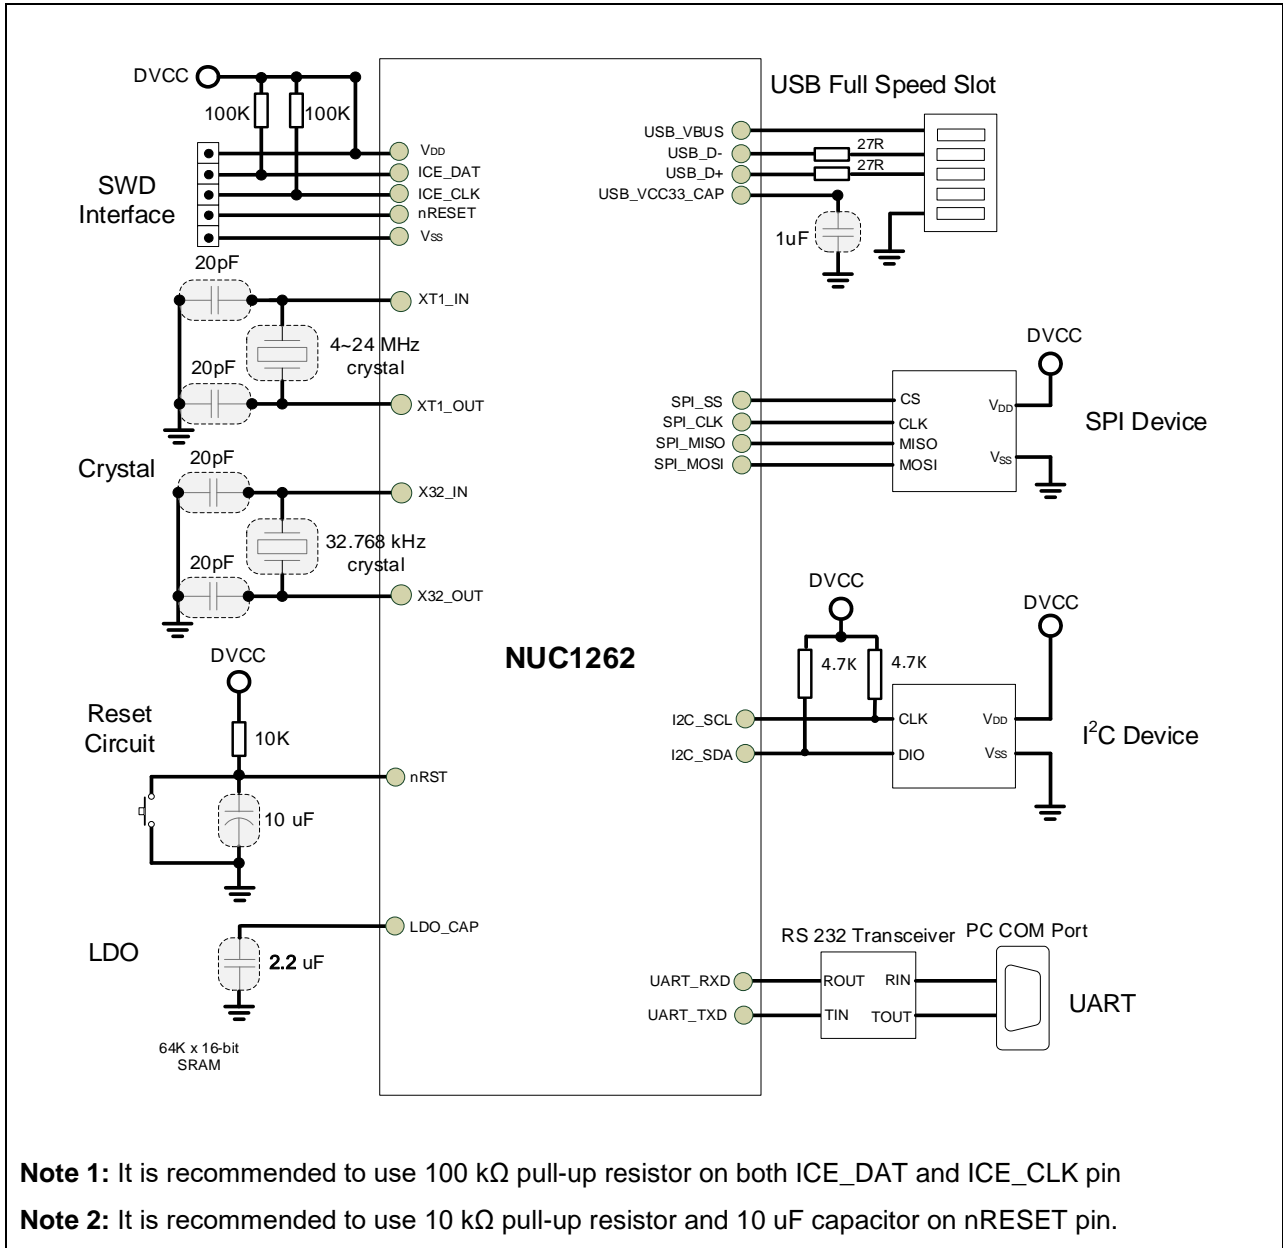 DVCC
100K
100K
SWD
Interface
VDD
ICE_DAT
ICE_CLK
nRESET
VSS
20pF
XT1_IN
4~24 MHz
crystal
20pF
XT1_OUT
Crystal
20pF
X32_IN
32.768 kHz
crystal
20pF
X32_OUT
DVCC
Reset
Circuit
10K
nRST
10 uF
LDO
LDO_CAP
2.2 uF
64K x 16-bit
SRAM
NUC1262
USB Full Speed Slot
USB_VBUS
USB_D-
27R
USB_D+
27R
USB_VCC33_CAP
1uF
DVCC
SPI_SS
SPI_CLK
SPI_MISO
SPI_MOSI
CS
CLK
MISO
MOSI
VDD
VSS
SPI Device
DVCC
DVCC
4.7K
4.7K
I2C_SCL
I2C_SDA
CLK
DIO
VDD
VSS
I²C Device
RS 232 Transceiver
PC COM Port
UART_RXD
UART_TXD
ROUT
RIN
TIN
TOUT
UART
Note 1: It is recommended to use 100 kΩ pull-up resistor on both ICE_DAT and ICE_CLK pin
Note 2: It is recommended to use 10 kΩ pull-up resistor and 10 uF capacitor on nRESET pin.